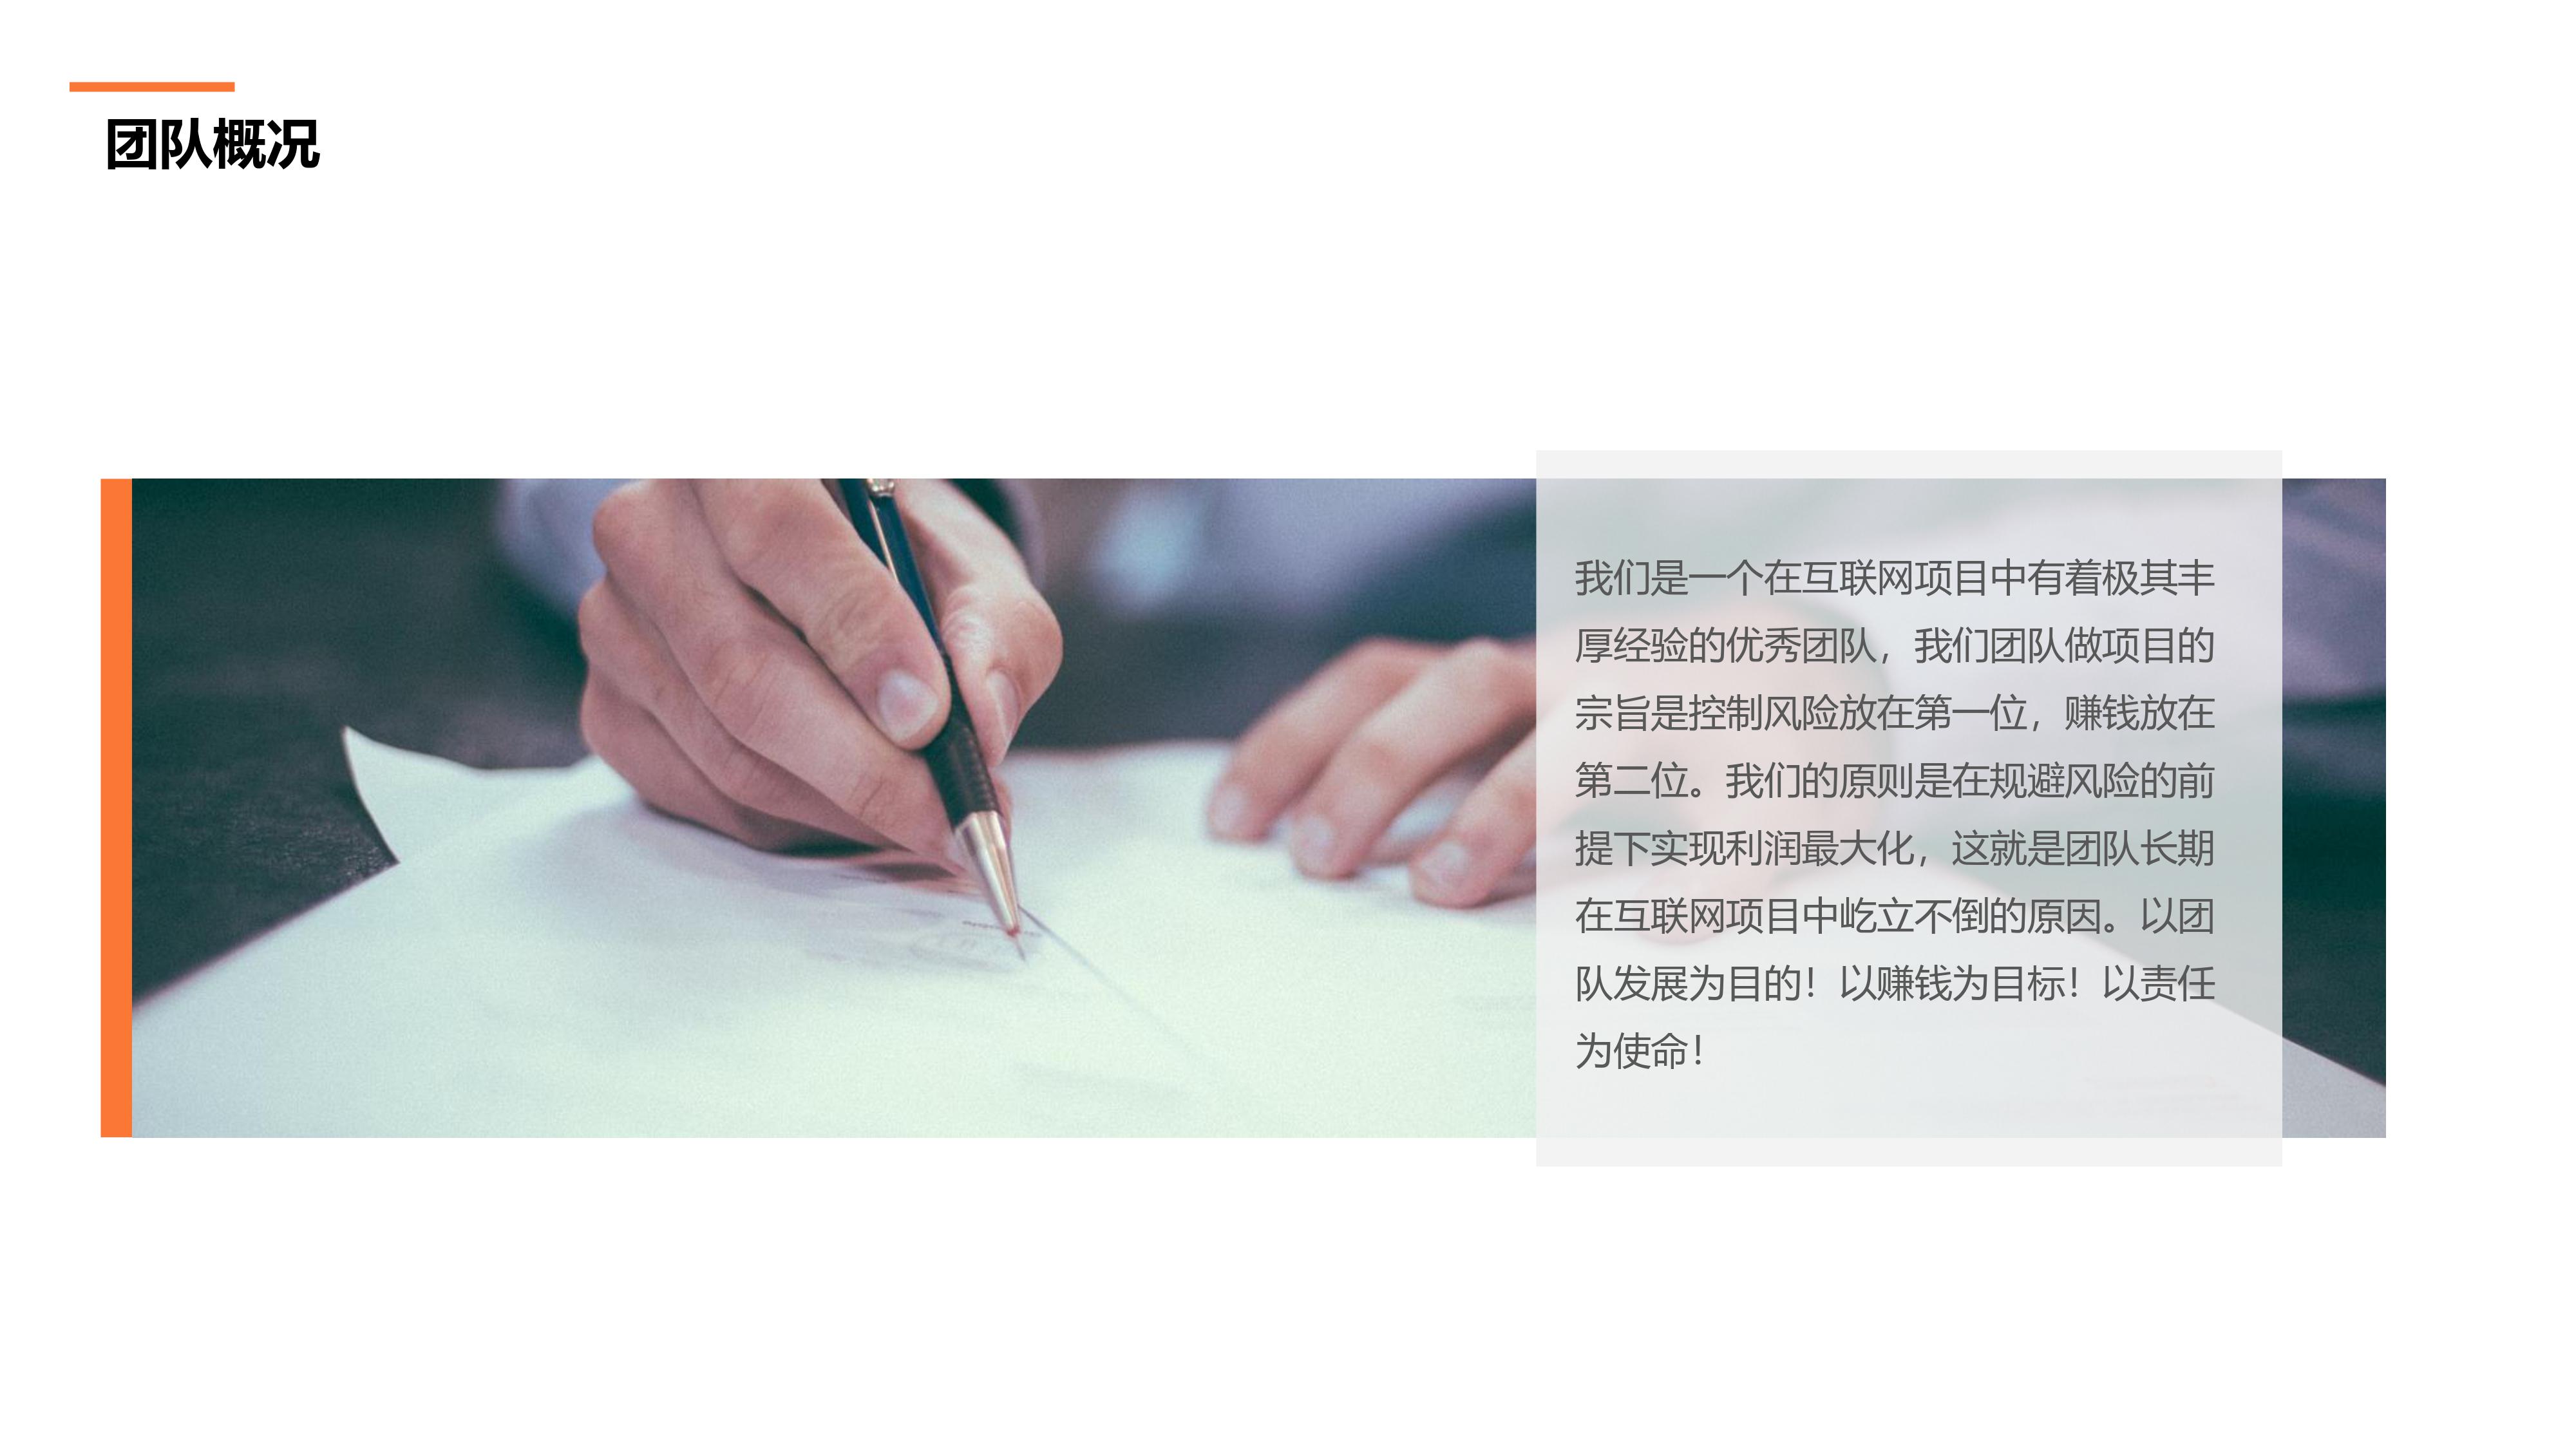 团队概况
我们是一个在互联网项目中有着极其丰
厚经验的优秀团队，我们团队做项目的
宗旨是控制风险放在第一位，赚钱放在
第二位。我们的原则是在规避风险的前
提下实现利润最大化，这就是团队长期
在互联网项目中屹立不倒的原因。以团
队发展为目的！以赚钱为目标！以责任
为使命！